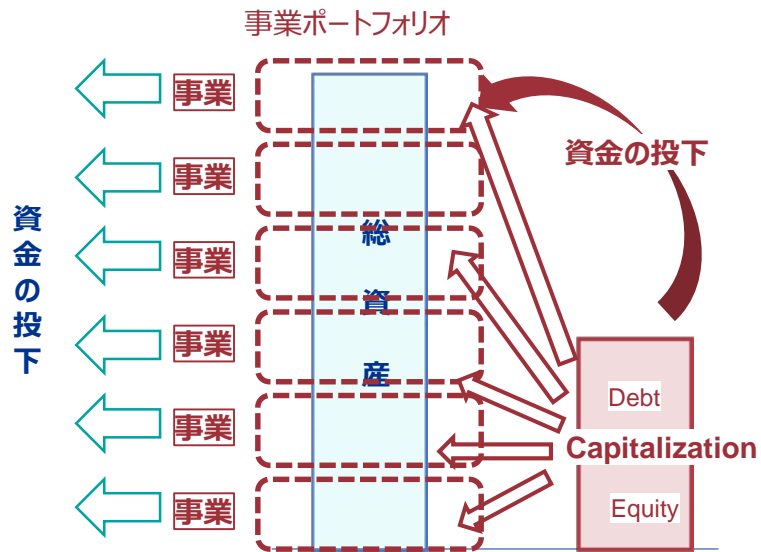 事業ポートフォリオ
事業
事業
事業
事業
事業
事業
資金の投下
総資産
資金の投下
Debt
Capitalization
Equity